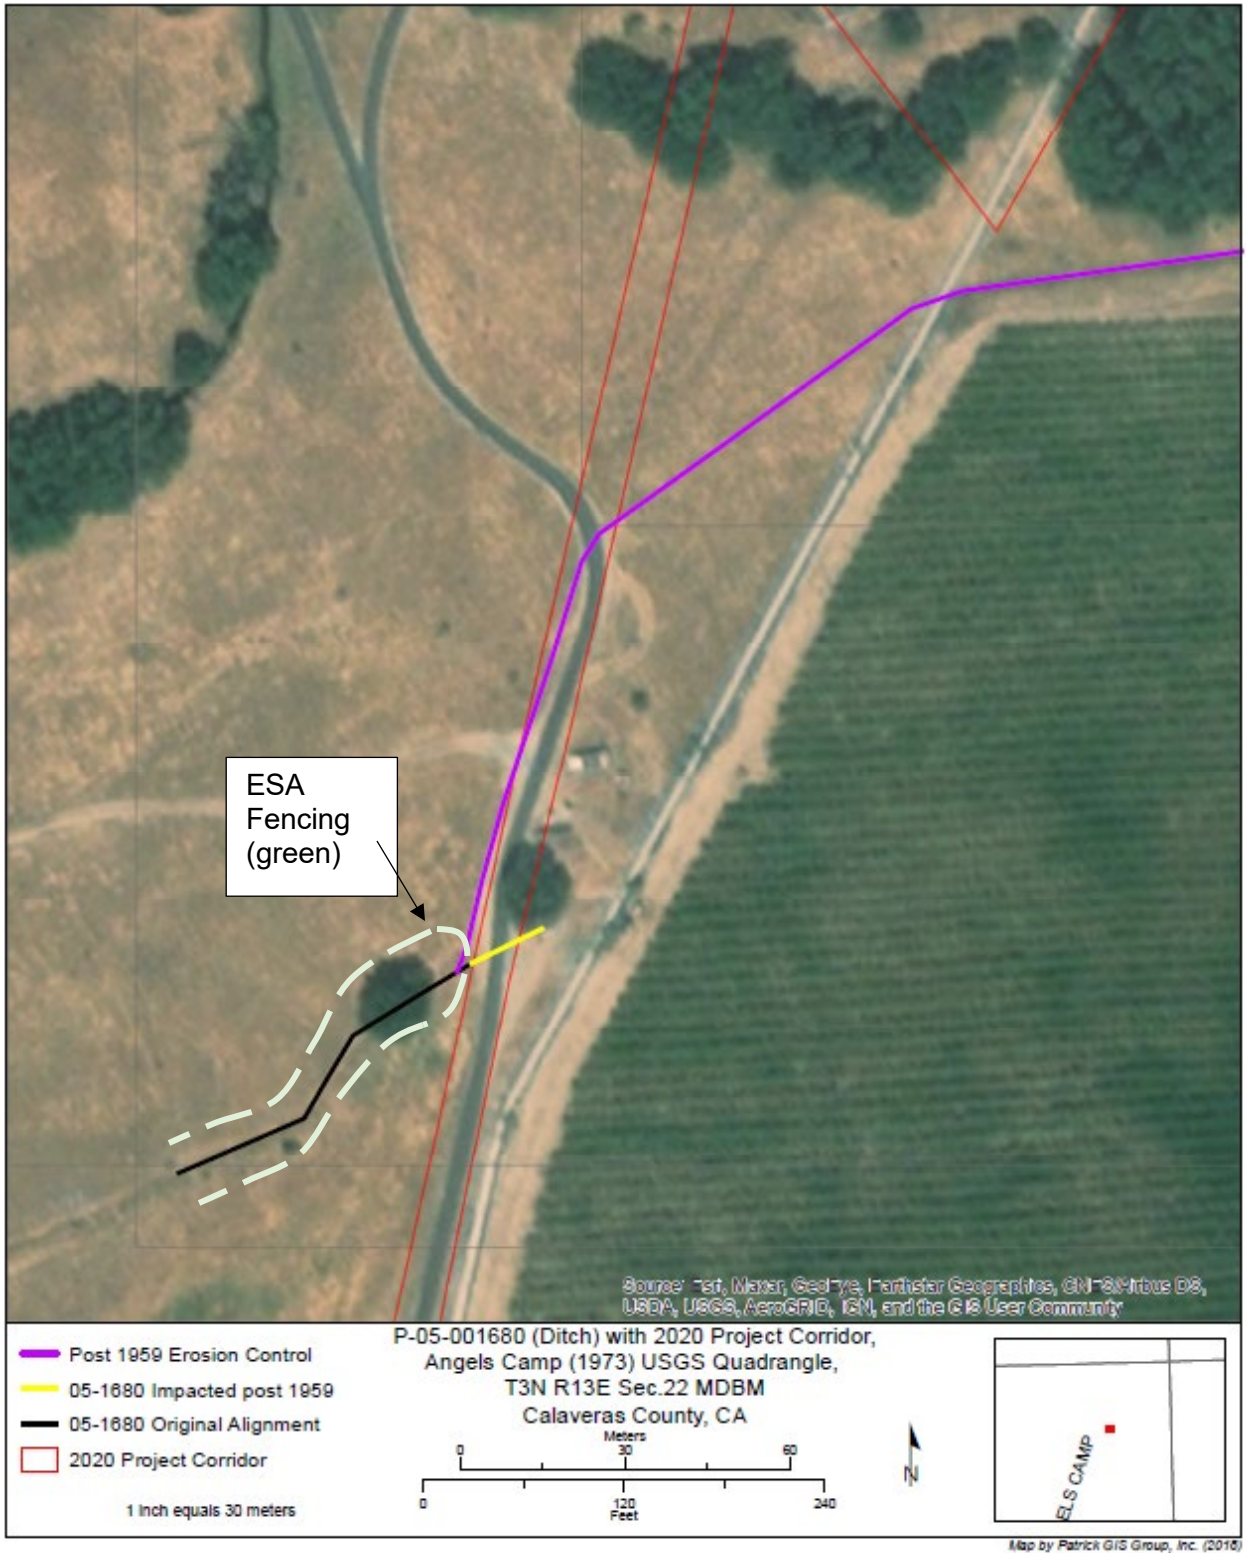 ESA
Fencing
(green)
Source: Esri, Maxar, GeoEye, Earthstar Geographics, CNES/Airbus DS,
USDA, USGS, AeroGRID, IGN, and the GIS User Community
Post 1959 Erosion Control
05-1680 Impacted post 1959
05-1680 Original Alignment
2020 Project Corridor
1 inch equals 30 meters
P-05-001680 (Ditch) with 2020 Project Corridor,
Angels Camp (1973) USGS Quadrangle,
T3N R13E Sec.22 MDBM
Calaveras County, CA
Meters
0 30 60
0 120 240
Feet
N
ELS CAMP
Map by Patrick GIS Group, Inc. (2016)